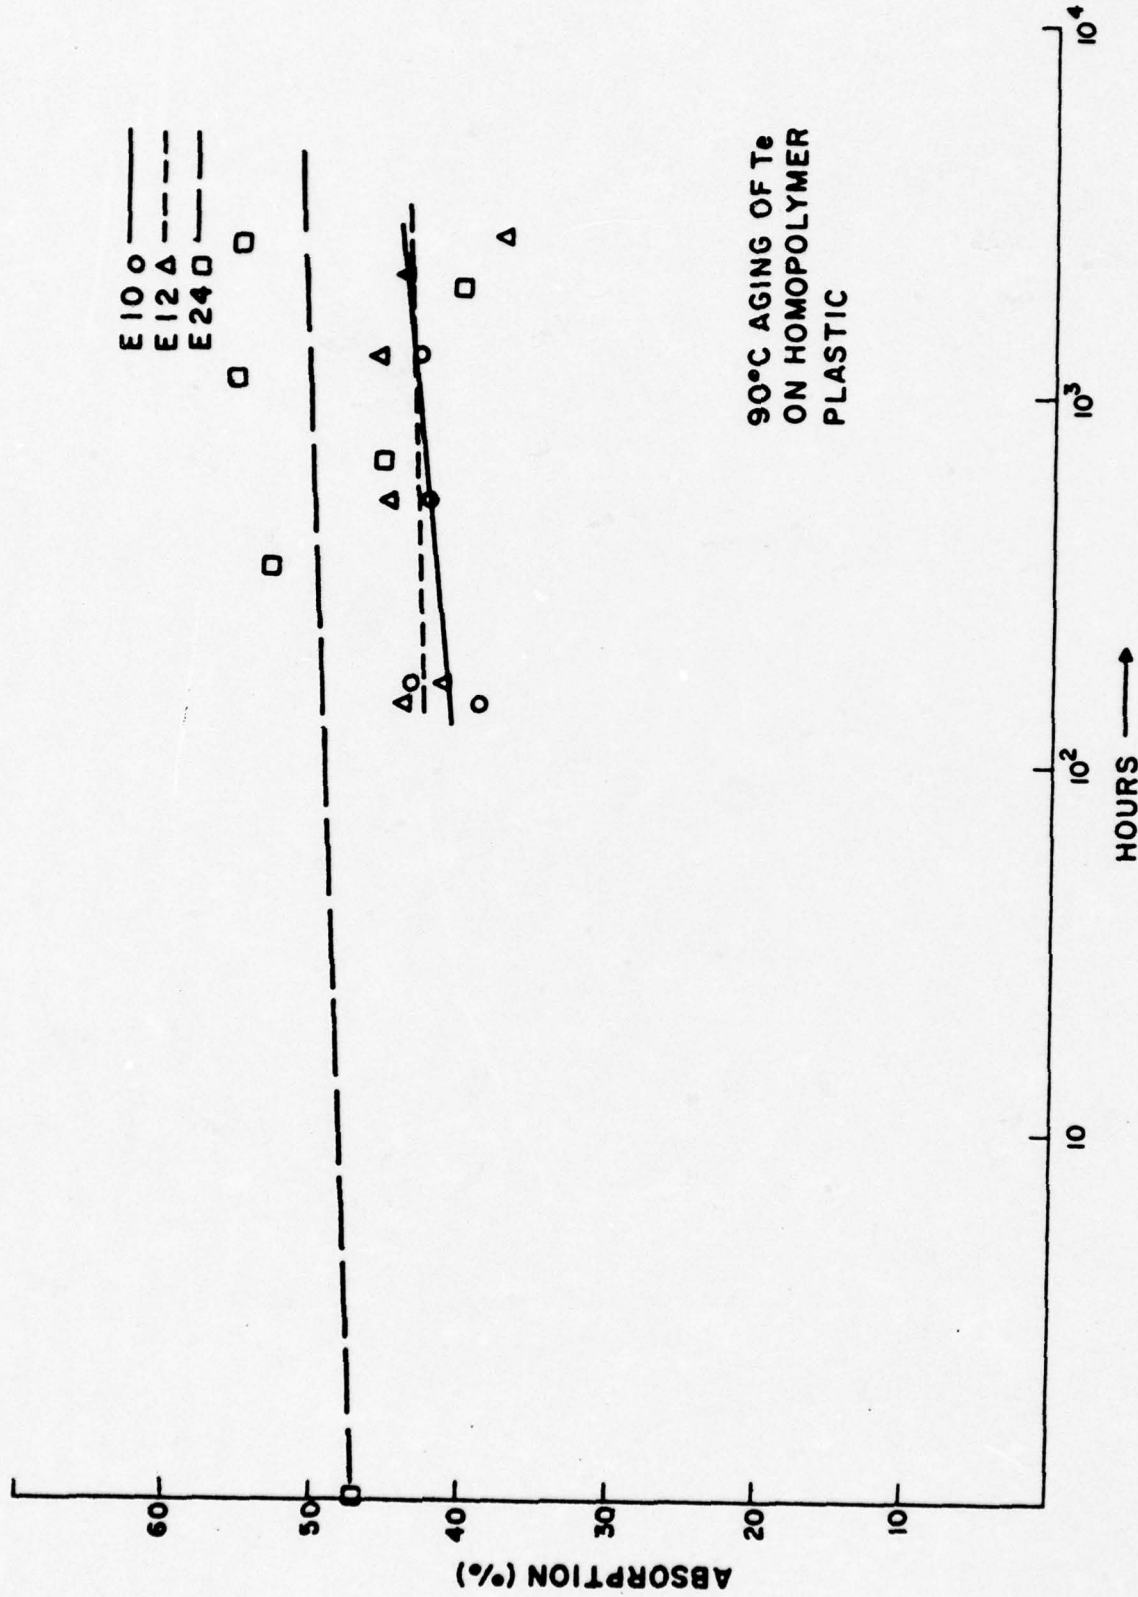 E10 o
E12 Δ
E24 □
60
50
40
30
20
10
ABSORPTION (%)
10
10²
10³
10⁴
HOURS →
90°C AGING OF Te
ON HOMOPOLYMER
PLASTIC